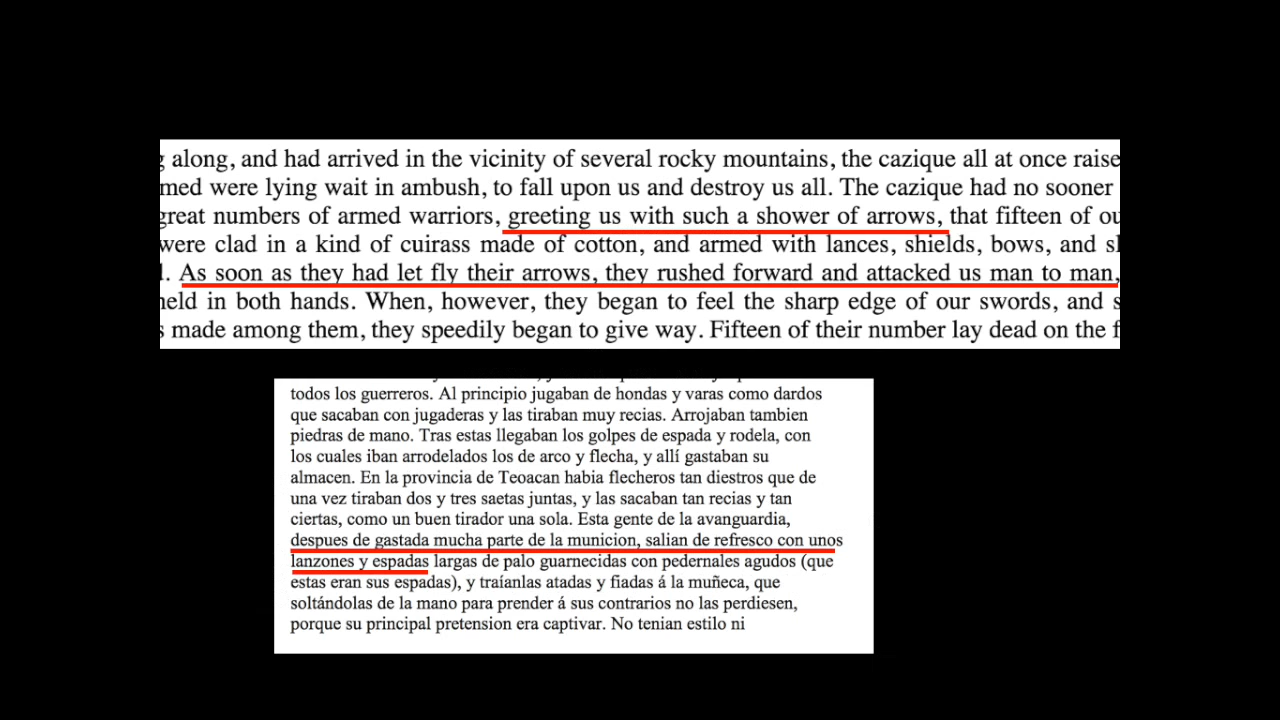 along, and had arrived in the vicinity of several rocky mountains, the cazique all at once raise
med were lying wait in ambush, to fall upon us and destroy us all. The cazique had no sooner
great numbers of armed warriors, greeting us with such a shower of arrows, that fifteen of ou
were clad in a kind of cuirass made of cotton, and armed with lances, shields, bows, and sl
. As soon as they had let fly their arrows, they rushed forward and attacked us man to man,
held in both hands. When, however, they began to feel the sharp edge of our swords, and s
s made among them, they speedily began to give way. Fifteen of their number lay dead on the f
todos los guerreros. Al principio jugaban de hondas y varas como dardos
que sacaban con jugaderas y las tiraban muy recias. Arrojaban tambien
piedras de mano. Tras estas llegaban los golpes de espada y rodela, con
los cuales iban arrodelados los de arco y flecha, y allí gastaban su
almacen. En la provincia de Teoacan habia flecheros tan diestros que de
una vez tiraban dos y tres saetas juntas, y las sacaban tan recias y tan
ciertas, como un buen tirador una sola. Esta gente de la avanguardia,
despues de gastada mucha parte de la municion, salian de refresco con unos
lanzones y espadas largas de palo guarnecidas con pedernales agudos (que
estas eran sus espadas), y traíanlas atadas y fiadas á la muñeca, que
soltándolas de la mano para prender á sus contrarios no las perdiesen,
porque su principal pretension era captivar. No tenian estilo ni